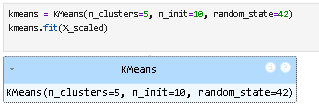 kmeans = KMeans(n_clusters=5, n_init=10, random_state=42)
kmeans.fit(X_scaled)
KMeans
KMeans(n_clusters=5, n_init=10, random_state=42)